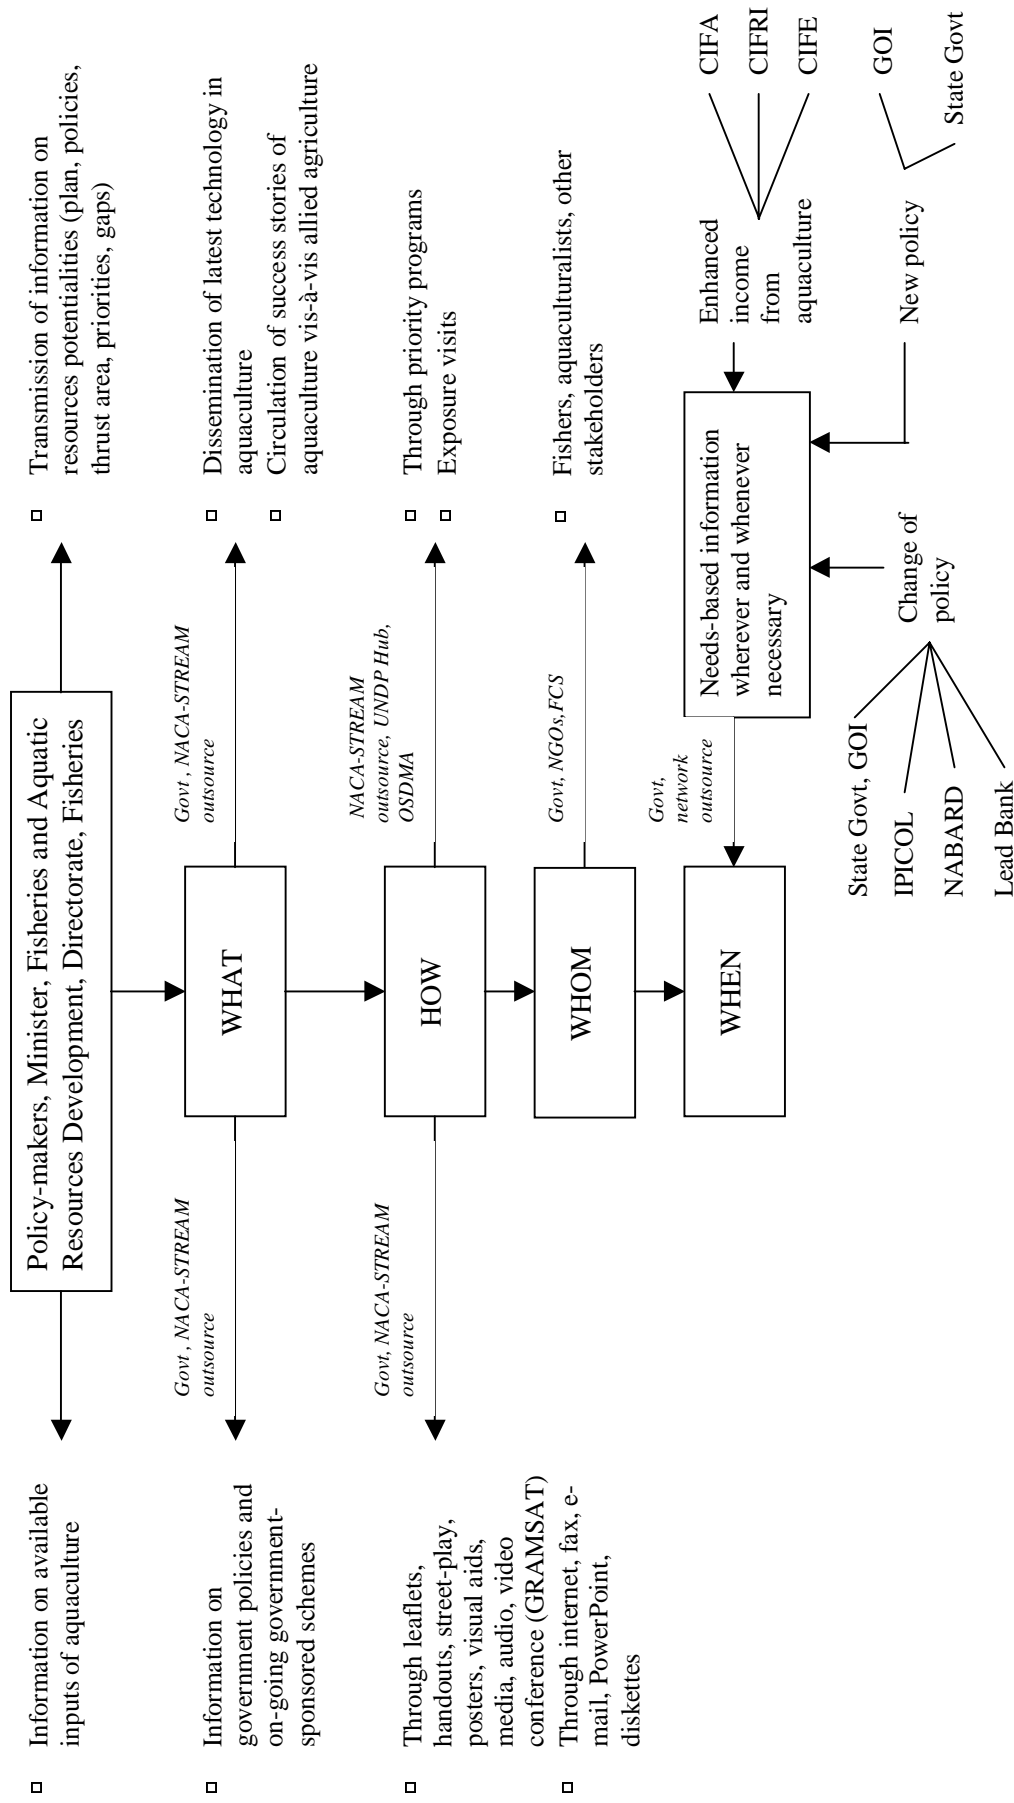 Policy-makers, Minister, Fisheries and Aquatic
Resources Development, Directorate, Fisheries
Information on available
inputs of aquaculture
Transmission of information on
resources potentialities (plan, policies,
thrust area, priorities, gaps)
WHAT
Govt , NACA-STREAM
outsource
Information on
government policies and
on-going government-
sponsored schemes
Govt , NACA-STREAM
outsource
Dissemination of latest technology in
aquaculture
Circulation of success stories of
aquaculture vis-à-vis allied agriculture
HOW
Govt, NACA-STREAM
outsource
Through leaflets,
handouts, street-play,
posters, visual aids,
media, audio, video
conference (GRAMSAT)
Through internet, fax, e-
mail, PowerPoint,
diskettes
NACA-STREAM
outsource, UNDP Hub,
OSDMA
Through priority programs
Exposure visits
WHOM
Govt, NGOs,FCS
Fishers, aquaculturalists, other
stakeholders
WHEN
Govt,
network
outsource
Needs-based information
wherever and whenever
necessary
Enhanced
income
from
aquaculture
CIFA
CIFRI
CIFE
Change of
policy
State Govt, GOI
IPICOL
NABARD
Lead Bank
New policy
GOI
State Govt